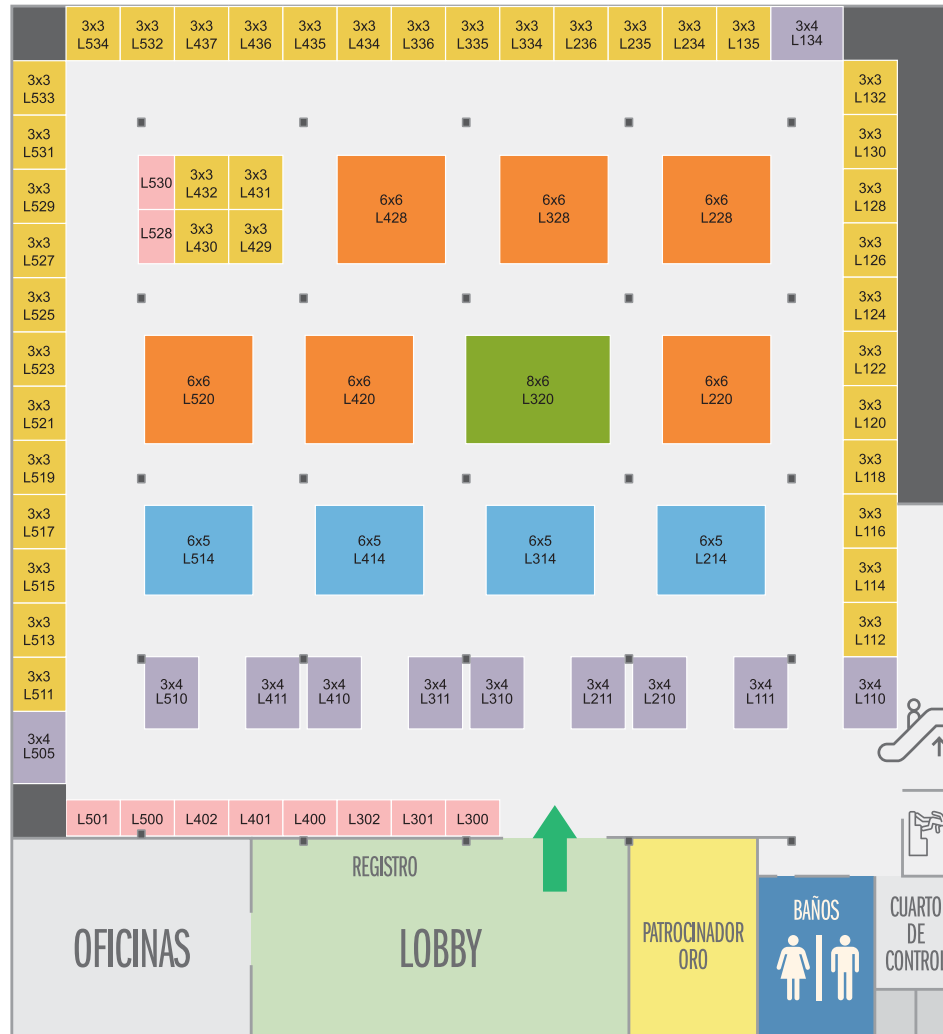 3x3
L534
3x3
L532
3x3
L437
3x3
L436
3x3
L435
3x3
L434
3x3
L336
3x3
L335
3x3
L334
3x3
L236
3x3
L235
3x3
L234
3x3
L135
3x4
L134
3x3
L533
3x3
L531
3x3
L529
3x3
L527
3x3
L525
3x3
L523
3x3
L521
3x3
L519
3x3
L517
3x3
L515
3x3
L513
3x3
L511
3x4
L505
3x3
L132
3x3
L130
3x3
L128
3x3
L126
3x3
L124
3x3
L122
3x3
L120
3x3
L118
3x3
L116
3x3
L114
3x3
L112
3x4
L110
L530
3x3
L432
3x3
L431
L528
3x3
L430
3x3
L429
6x6
L428
6x6
L328
6x6
L228
6x6
L520
6x6
L420
8x6
L320
6x6
L220
6x5
L514
6x5
L414
6x5
L314
6x5
L214
3x4
L510
3x4
L411
3x4
L410
3x4
L311
3x4
L310
3x4
L211
3x4
L210
3x4
L111
L501
L500
L402
L401
L400
L302
L301
L300
REGISTRO
OFICINAS
LOBBY
PATROCINADOR
ORO
BAÑOS
CUARTO
DE
CONTROL